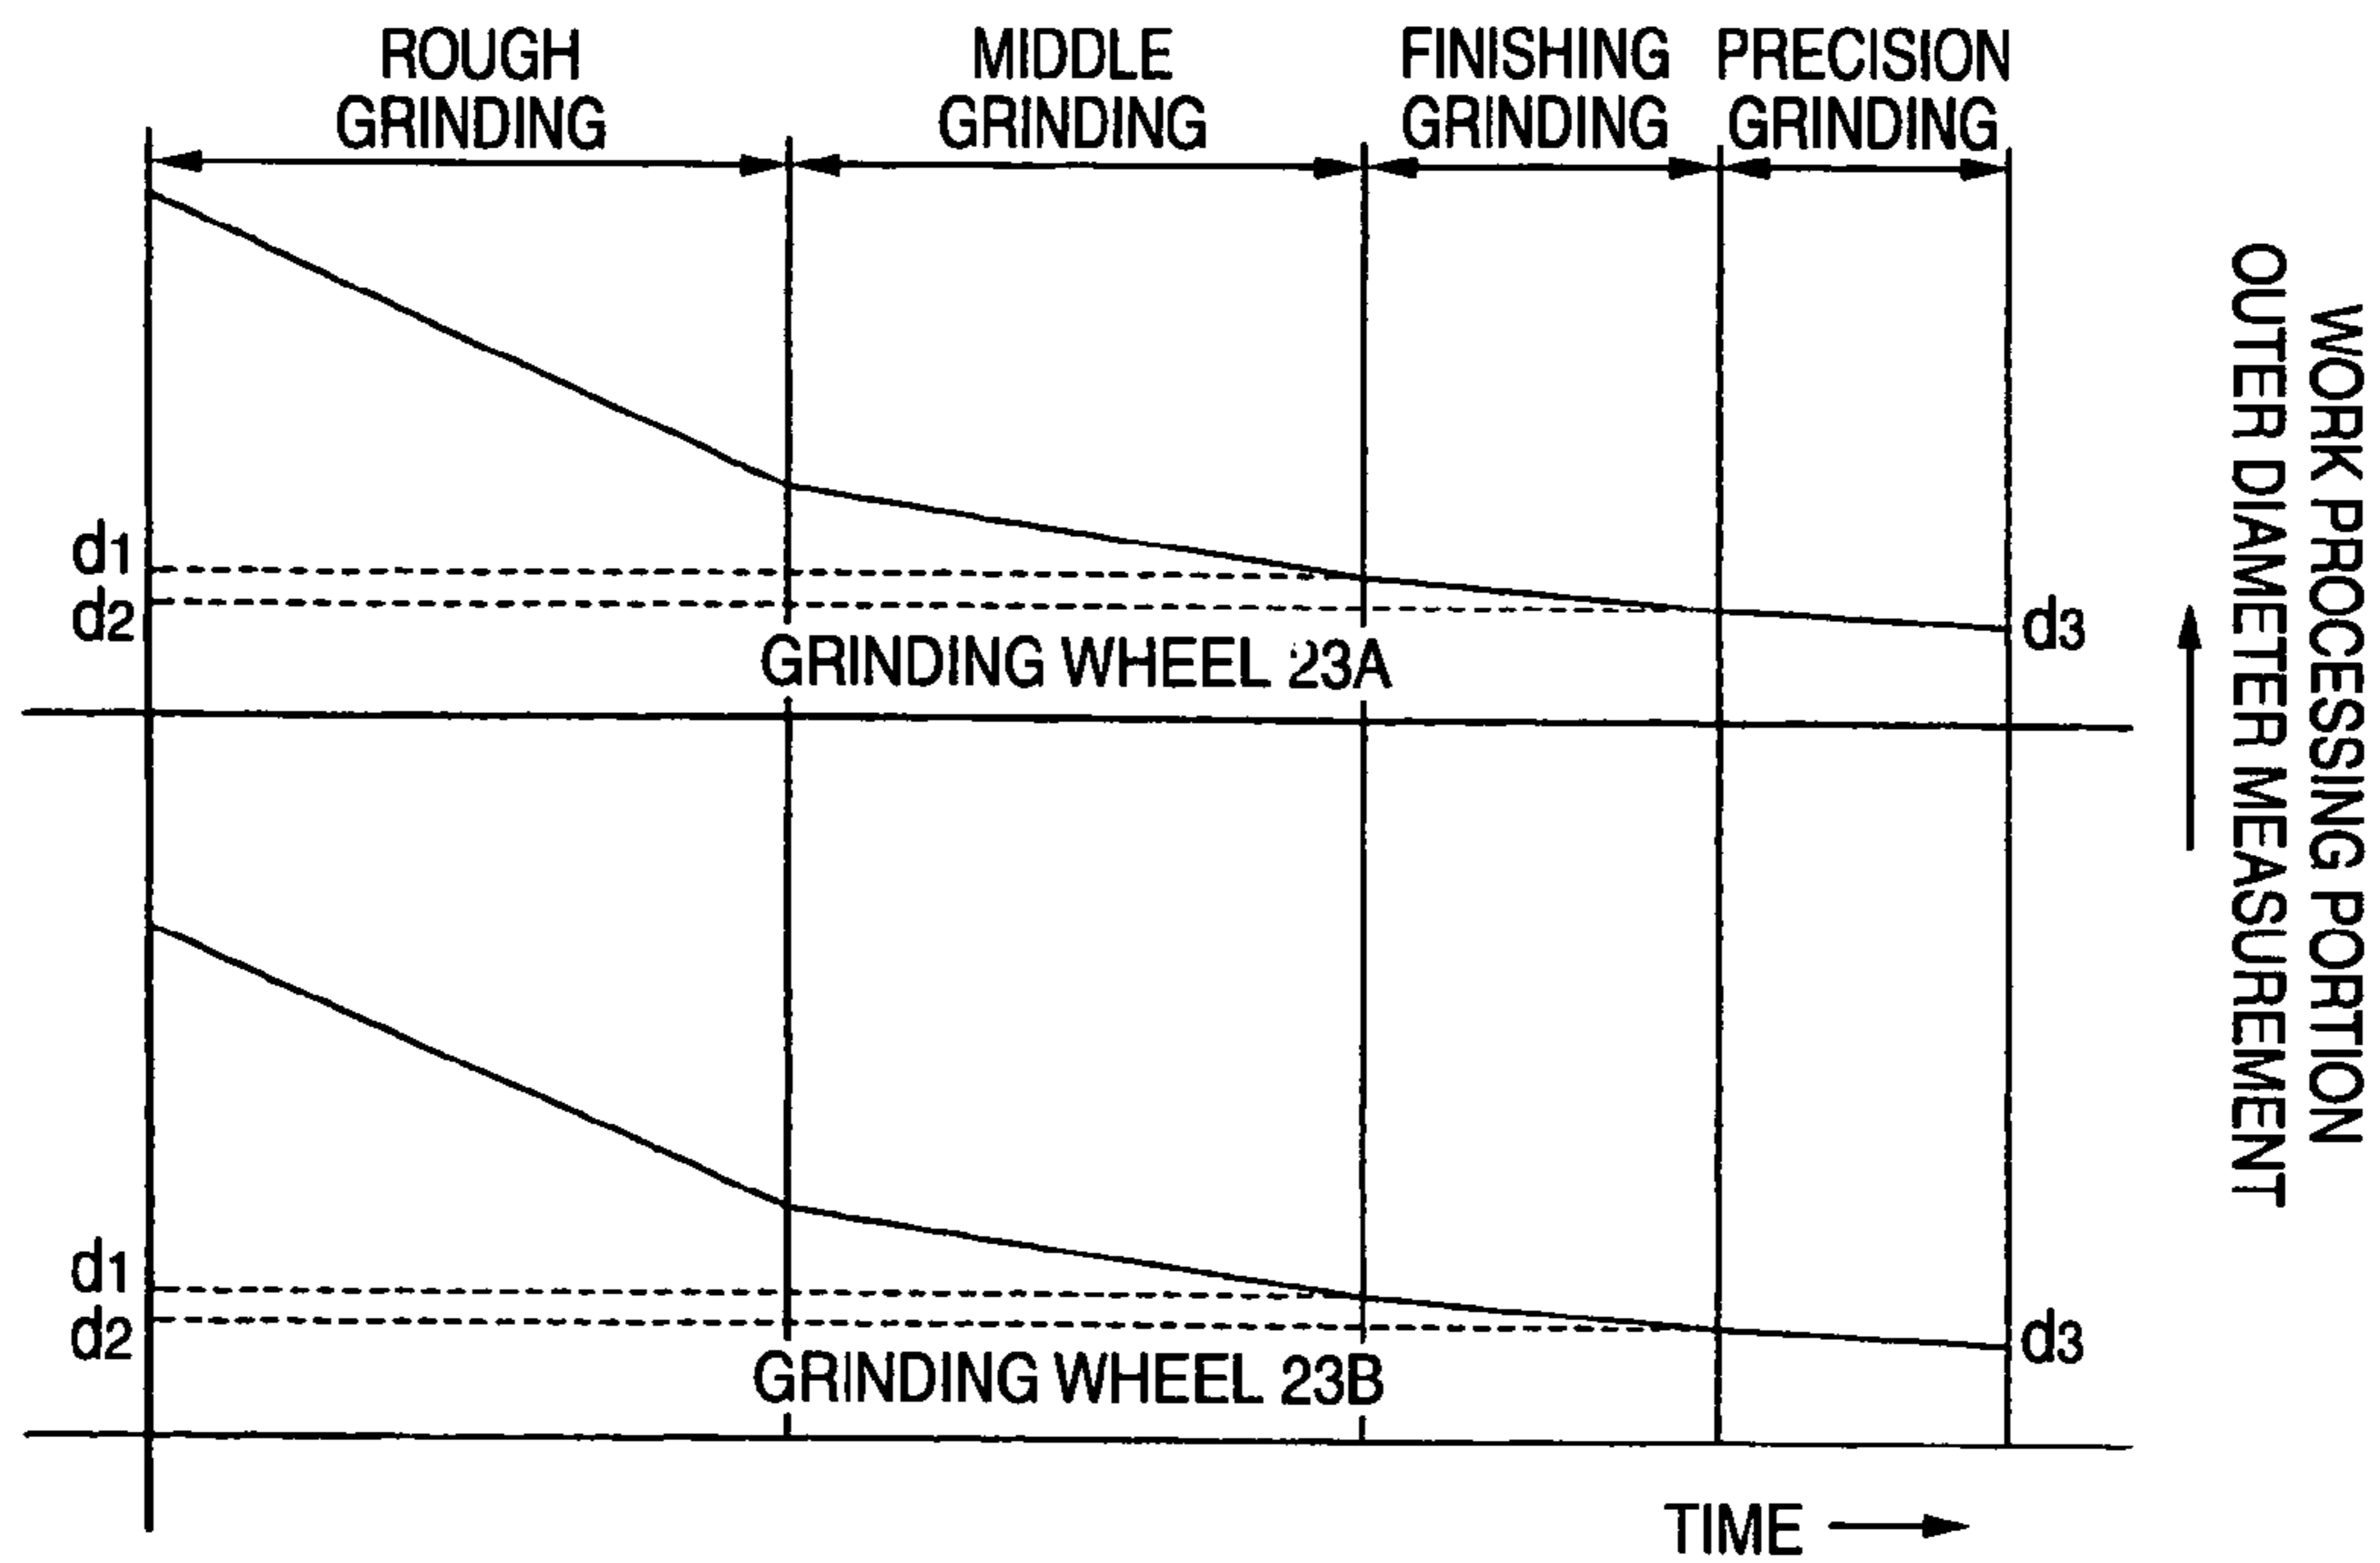 ROUGH
GRINDING
MIDDLE
GRINDING
FINISHING
GRINDING
PRECISION
GRINDING
d1
d2
d3
GRINDING WHEEL 23A
d1
d2
d3
GRINDING WHEEL 23B
TIME
WORK PROCESSING PORTION
OUTER DIAMETER MEASUREMENT